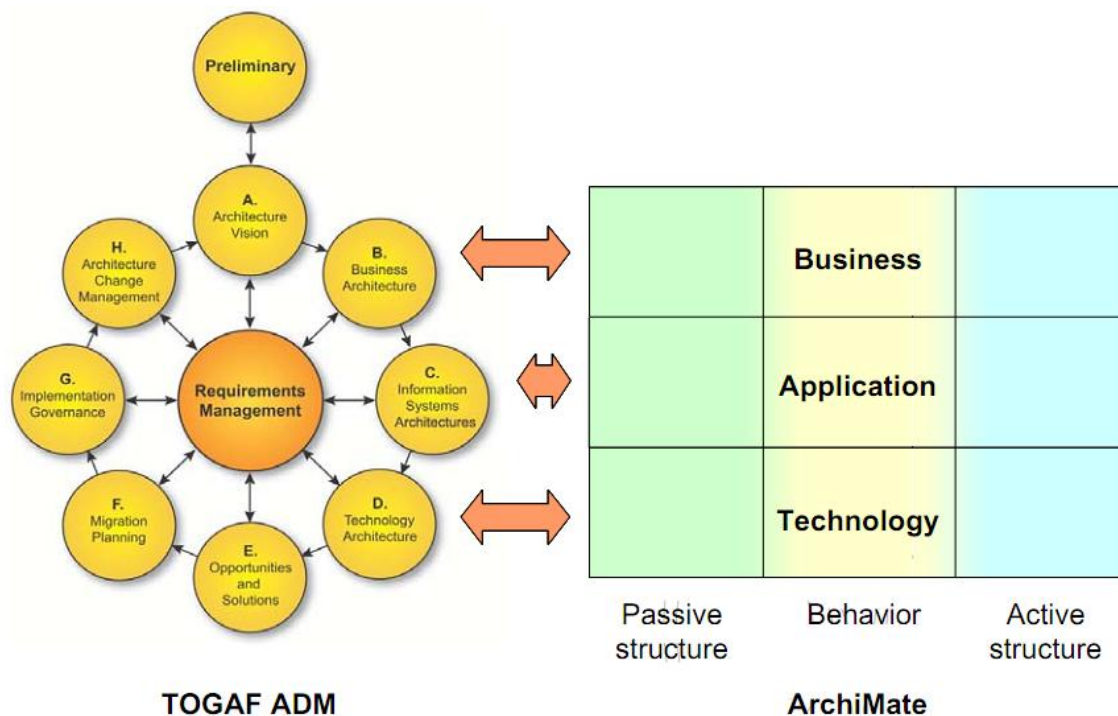 Preliminary
A.
Architecture
Vision
H.
Architecture
Change
Management
B.
Business
Architecture
G.
Implementation
Governance
Requirements
Management
C.
Information
Systems
Architectures
F.
Migration
Planning
D.
Technology
Architecture
E.
Opportunities
and
Solutions
TOGAF ADM
Business
Application
Technology
Passive
structure
Behavior
Active
structure
ArchiMate